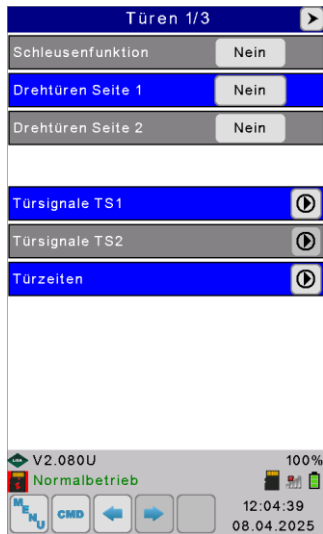 Türen 1/3
Schleusenfunktion Nein
Drehtüren Seite 1 Nein
Drehtüren Seite 2 Nein
Türsignale TS1
Türsignale TS2
Türzeiten
V2.080U 100%
Normalbetrieb
MENU CMD 12:04:39
08.04.2025